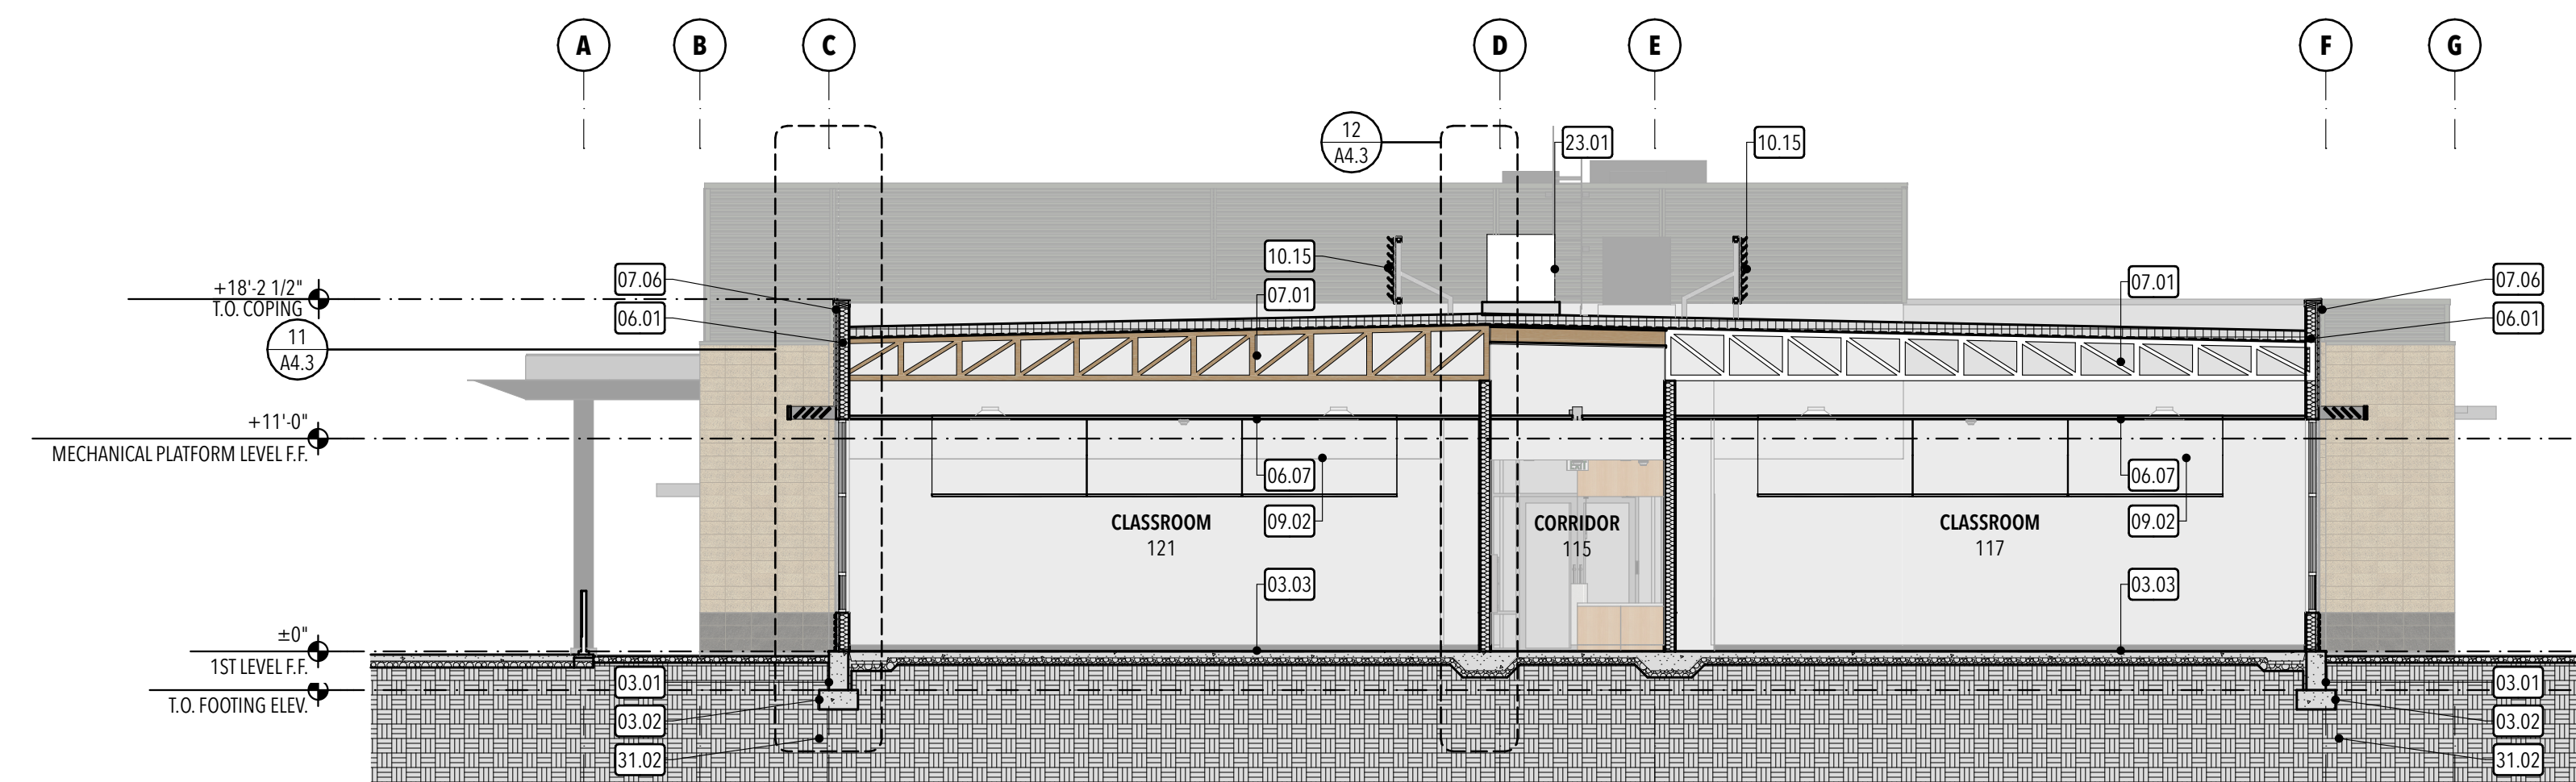 A
B
C
D
E
F
G
12
A4.3
23.01
10.15
10.15
07.06
07.01
07.01
07.06
+18'-2 1/2"
T.O. COPING
06.01
06.01
11
A4.3
+11'-0"
MECHANICAL PLATFORM LEVEL F.F.
06.07
06.07
09.02
09.02
CLASSROOM
121
CORRIDOR
115
CLASSROOM
117
03.03
03.03
±0"
1ST LEVEL F.F.
03.01
03.01
T.O. FOOTING ELEV.
03.02
03.02
31.02
31.02